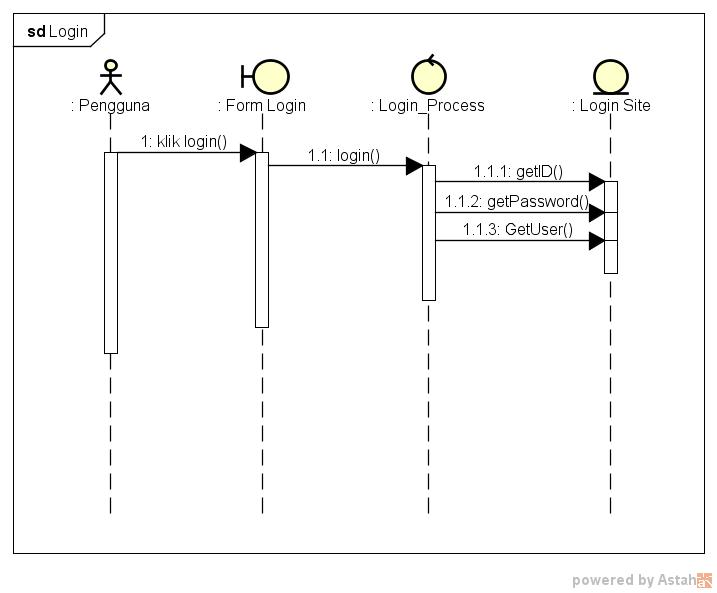 sd Login
: Pengguna
: Form Login
: Login_Process
: Login Site
1: klik login()
1.1: login()
1.1.1: getID()
1.1.2: getPassword()
1.1.3: GetUser()
powered by Astah